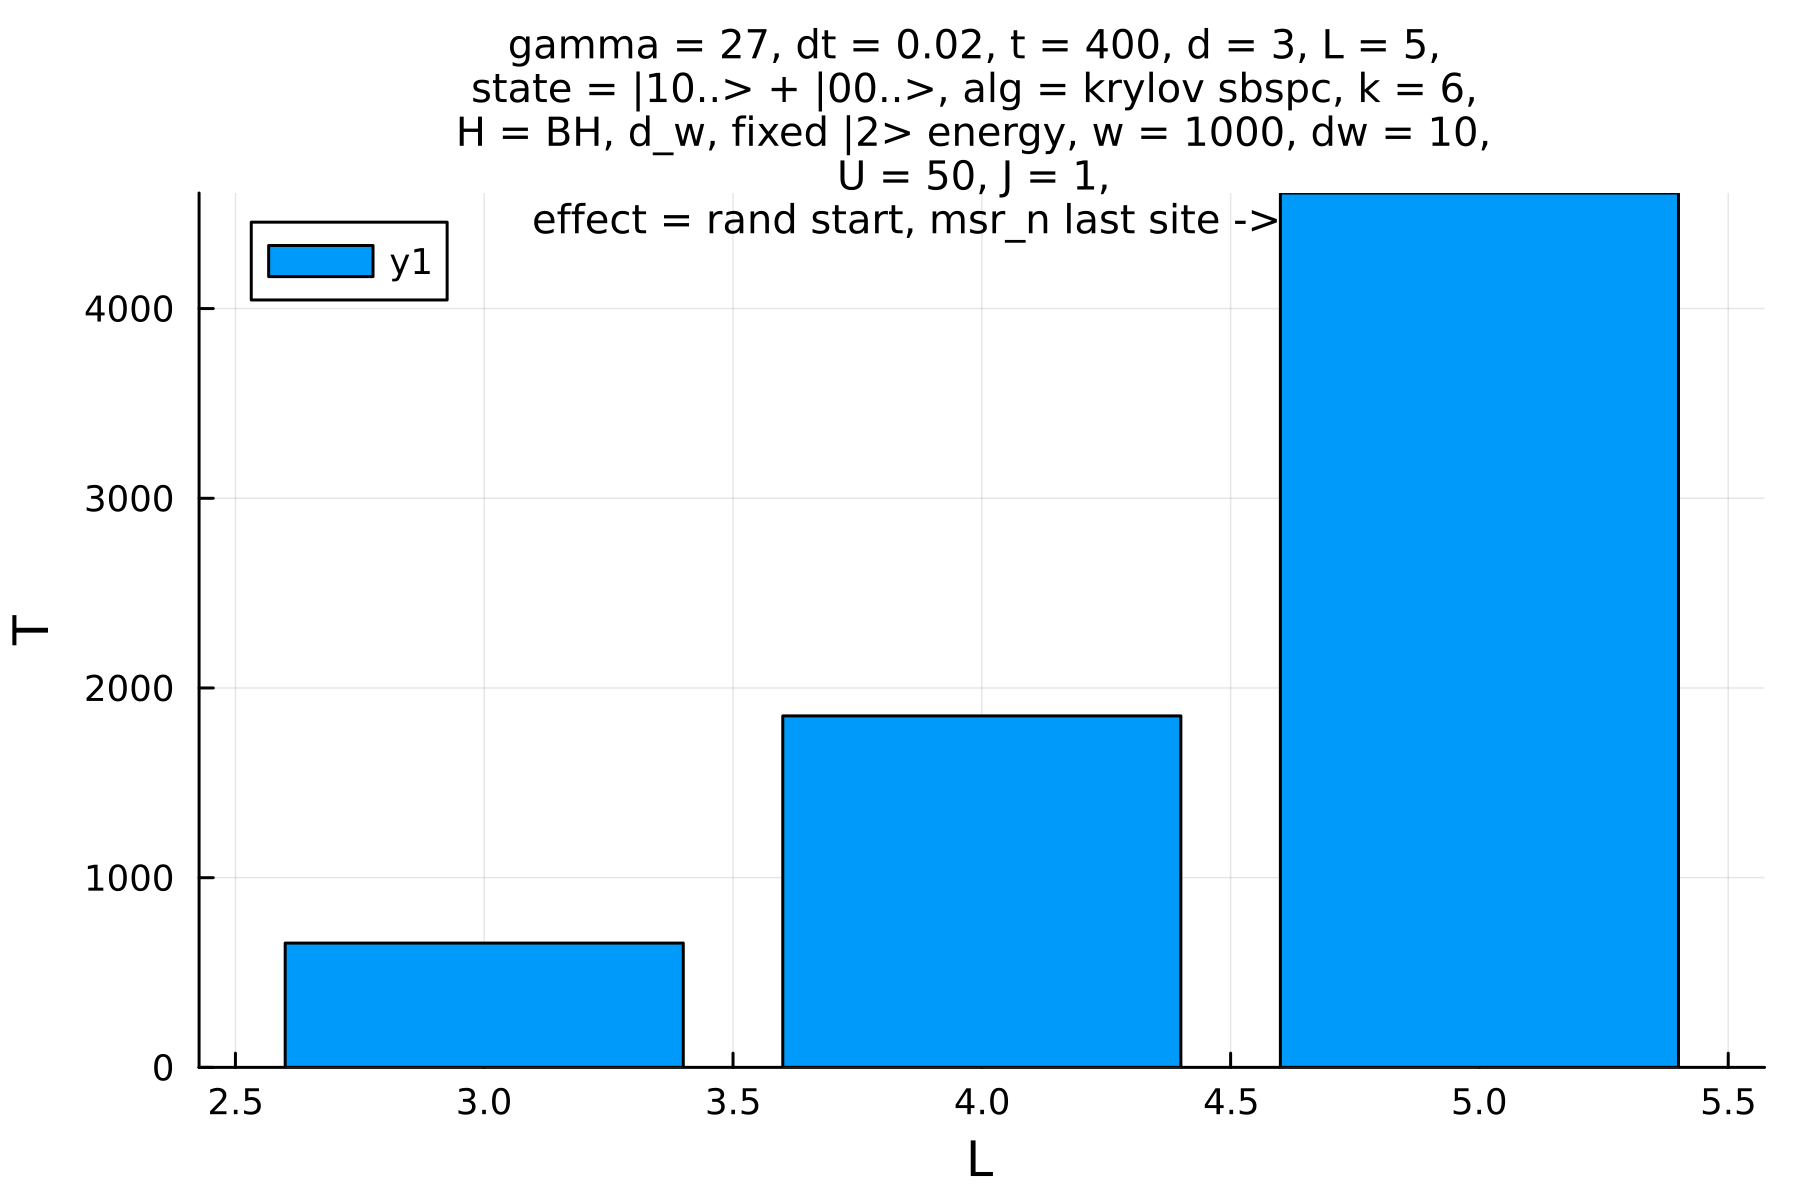 gamma = 27, dt = 0.02, t = 400, d = 3, L = 5,
state = |10..> + |00..>, alg = krylov sbspc, k = 6,
H = BH, d_w, fixed |2> energy, w = 1000, dw = 10,
U = 50, J = 1,
effect = rand start, msr_n last site ->
y1
4000
3000
2000
1000
0
T
2.5 3.0 3.5 4.0 4.5 5.0 5.5
L